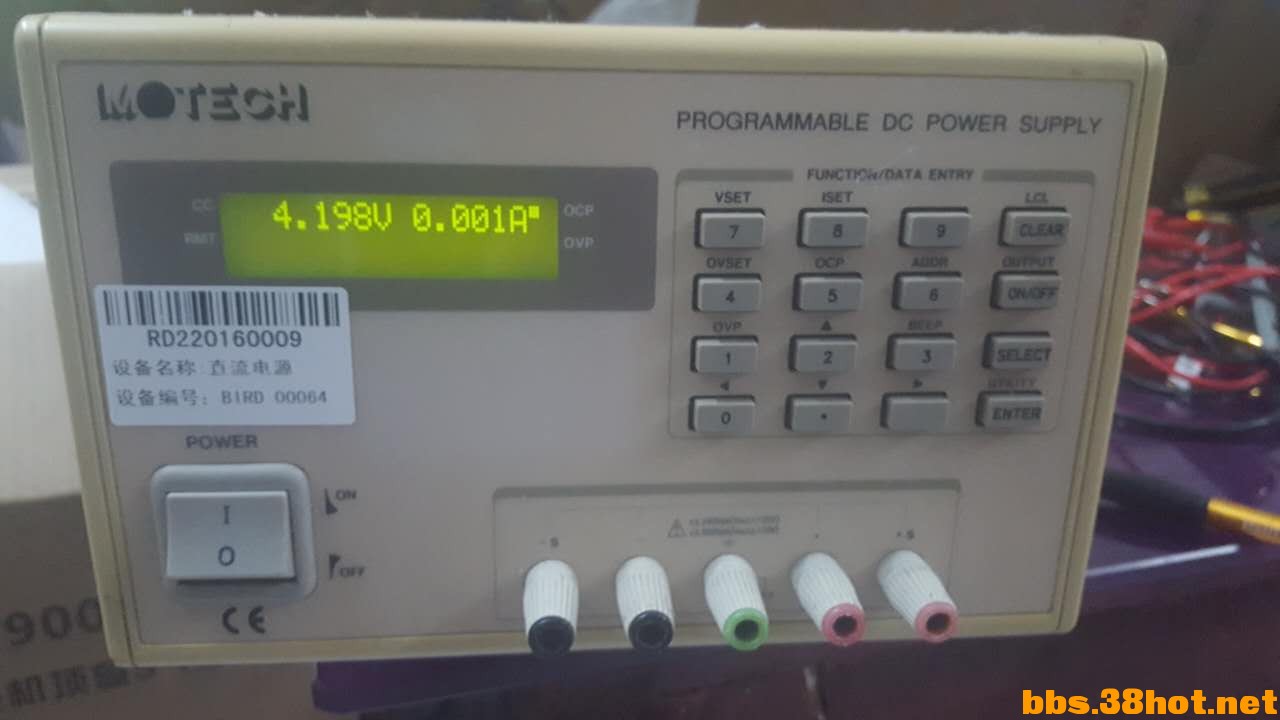 MOTECH
PROGRAMMABLE DC POWER SUPPLY
FUNCTION/DATA ENTRY
VSET ISET LCL
7 8 9 CLEAR
CC 4.198V 0.001A OCP
RMT OVP
OVSET OCP ADDR OUTPUT
4 5 6 ON/OFF
OVP ▲ BEEP
1 2 3 SELECT
◀ ▼ ▶ UTILITY
0 • ENTER
RD220160009
设备名称:直流电源
设备编号: BIRD 00064
POWER
I
O
ON
OFF
CE
- S - + + S
900
bbs.38hot.net